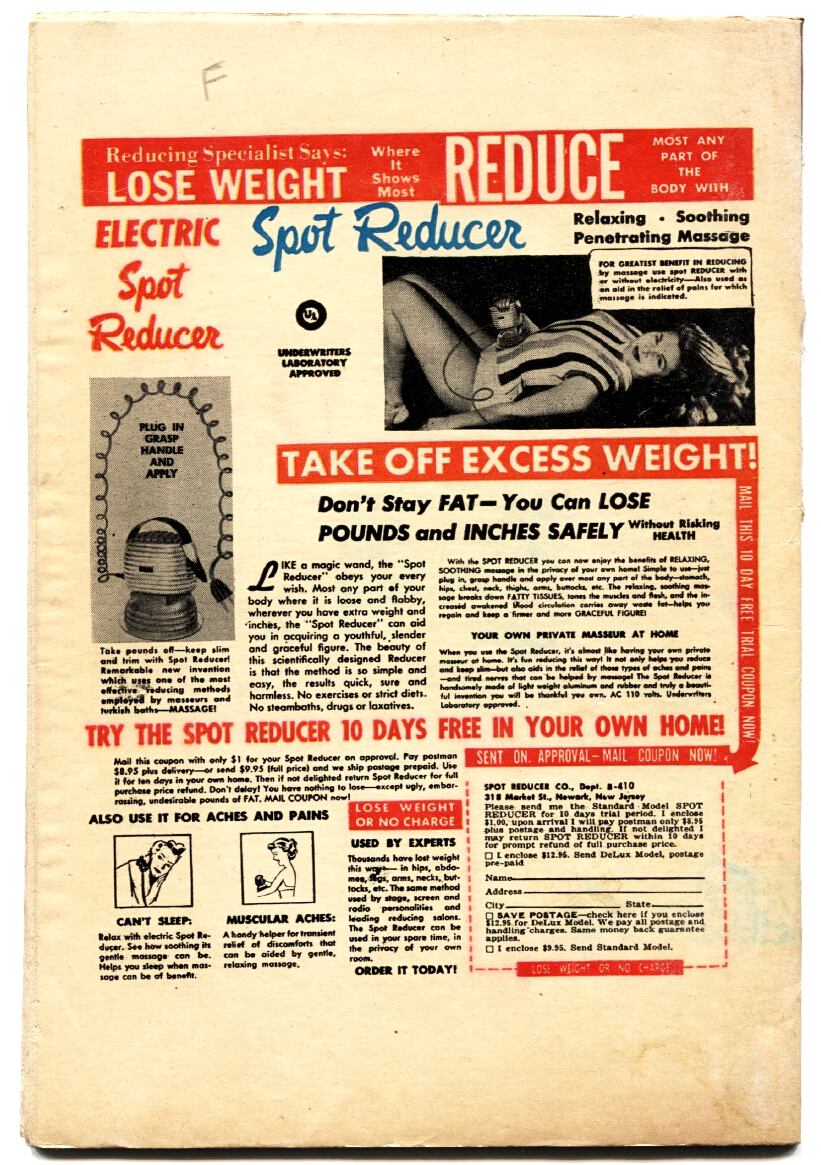 F
Reducing Specialist Says:
LOSE WEIGHT
Where
It
Shows
Most
REDUCE
MOST ANY
PART OF
THE
BODY WITH
ELECTRIC
Spot
Reducer
Spot Reducer
Relaxing • Soothing
Penetrating Massage
FOR GREATEST BENEFIT IN REDUCING
by massage use spot REDUCER with
or without electricity—Also used as
an aid in the relief of pains for which
massage is indicated.
UL
UNDERWRITERS
LABORATORY
APPROVED
PLUG IN
GRASP
HANDLE
AND
APPLY
Take pounds off—keep slim
and trim with Spot Reducer!
Remarkable new invention
which uses one of the most
effective reducing methods
employed by masseurs and
turkish baths—MASSAGE!
TAKE OFF EXCESS WEIGHT!
Don't Stay FAT—You Can LOSE
POUNDS and INCHES SAFELY Without Risking
HEALTH
LIKE a magic wand, the "Spot
Reducer" obeys your every
wish. Most any part of your
body where it is loose and flabby,
wherever you have extra weight and
inches, the "Spot Reducer" can aid
you in acquiring a youthful, slender
and graceful figure. The beauty of
this scientifically designed Reducer
is that the method is so simple and
easy, the results quick, sure and
harmless. No exercises or strict diets.
No steambaths, drugs or laxatives.
With the SPOT REDUCER you can now enjoy the benefits of RELAXING,
SOOTHING massage in the privacy of your own home! Simple to use—just
plug in, grasp handle and apply over most any part of the body—stomach,
hips, chest, neck, thighs, arms, buttocks, etc. The relaxing, soothing mas-
sage breaks down FATTY TISSUES, tones the muscles and flesh, and the in-
creased awakened blood circulation carries away waste fat—helps you
regain and keep a firmer and more GRACEFUL FIGURE!
YOUR OWN PRIVATE MASSEUR AT HOME
When you use the Spot Reducer, it's almost like having your own private
masseur at home. It's fun reducing this way! It not only helps you reduce
and keep slim—but also aids in the relief of those types of aches and pains
—and tired nerves that can be helped by massage! The Spot Reducer is
handsomely made of light weight aluminum and rubber and truly a beauti-
ful invention you will be thankful you own. AC 110 volts. Underwriters
Laboratory approved.
MAIL THIS 10 DAY FREE TRIAL COUPON NOW!
TRY THE SPOT REDUCER 10 DAYS FREE IN YOUR OWN HOME!
Mail this coupon with only $1 for your Spot Reducer on approval. Pay postman
$8.95 plus delivery—or send $9.95 (full price) and we ship postage prepaid. Use
it for ten days in your own home. Then if not delighted return Spot Reducer for full
purchase price refund. Don't delay! You have nothing to lose—except ugly, embar-
rassing, undesirable pounds of FAT. MAIL COUPON now!
ALSO USE IT FOR ACHES AND PAINS
CAN'T SLEEP:
Relax with electric Spot Re-
ducer. See how soothing its
gentle massage can be.
Helps you sleep when mas-
sage can be of benefit.
MUSCULAR ACHES:
A handy helper for transient
relief of discomforts that
can be aided by gentle,
relaxing massage.
LOSE WEIGHT
OR NO CHARGE
USED BY EXPERTS
Thousands have lost weight
this way— in hips, abdo-
men, legs, arms, necks, but-
tocks, etc. The same method
used by stage, screen and
radio personalities and
leading reducing salons.
The Spot Reducer can be
used in your spare time, in
the privacy of your own
room.
ORDER IT TODAY!
SENT ON APPROVAL—MAIL COUPON NOW!
SPOT REDUCER CO., Dept. B-410
318 Market St., Newark, New Jersey
Please send me the Standard Model SPOT
REDUCER for 10 days trial period. I enclose
$1.00, upon arrival I will pay postman only $8.95
plus postage and handling. If not delighted I
may return SPOT REDUCER within 10 days
for prompt refund of full purchase price.
☐ I enclose $12.95. Send DeLux Model, postage
pre-paid
Name
Address
City State
☐ SAVE POSTAGE—check here if you enclose
$12.95 for DeLux Model. We pay all postage and
handling charges. Same money back guarantee
applies.
☐ I enclose $9.95. Send Standard Model.
LOSE WEIGHT OR NO CHARGE